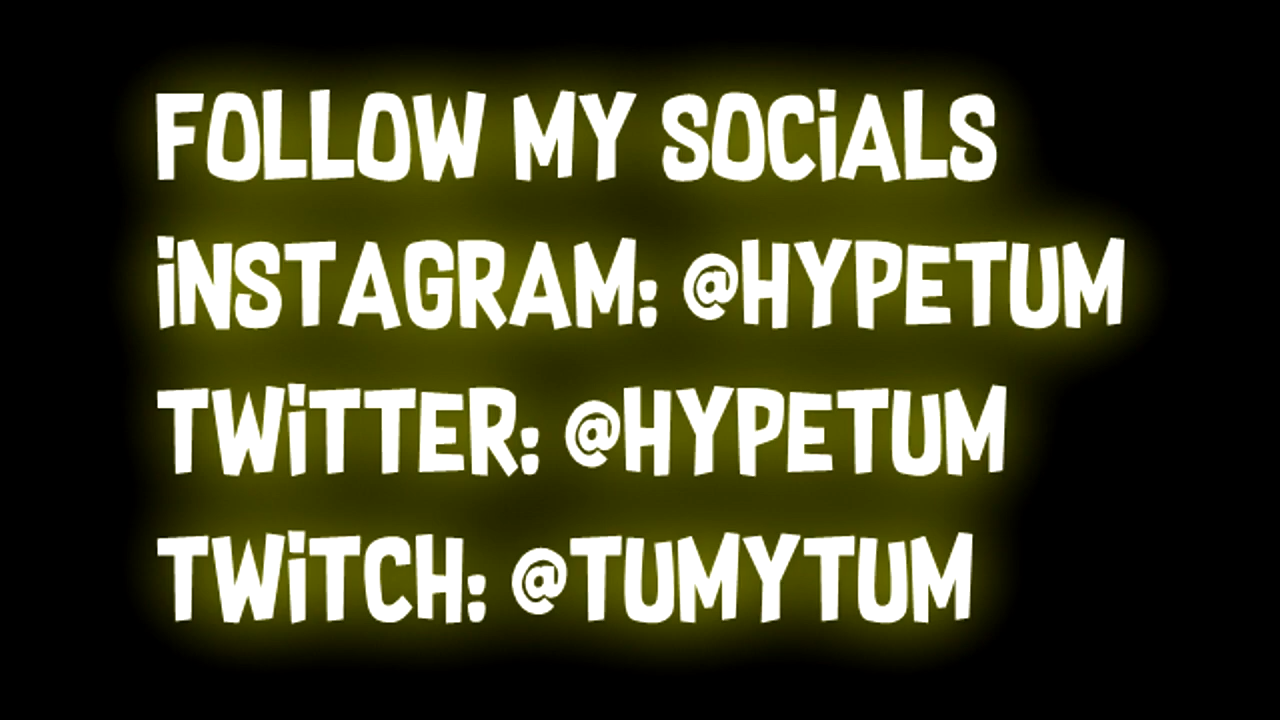 FOLLOW MY SOCiALS
iNSTAGRAM: @HYPETUM
TWiTTER: @HYPETUM
TWiTCH: @TUMYTUM